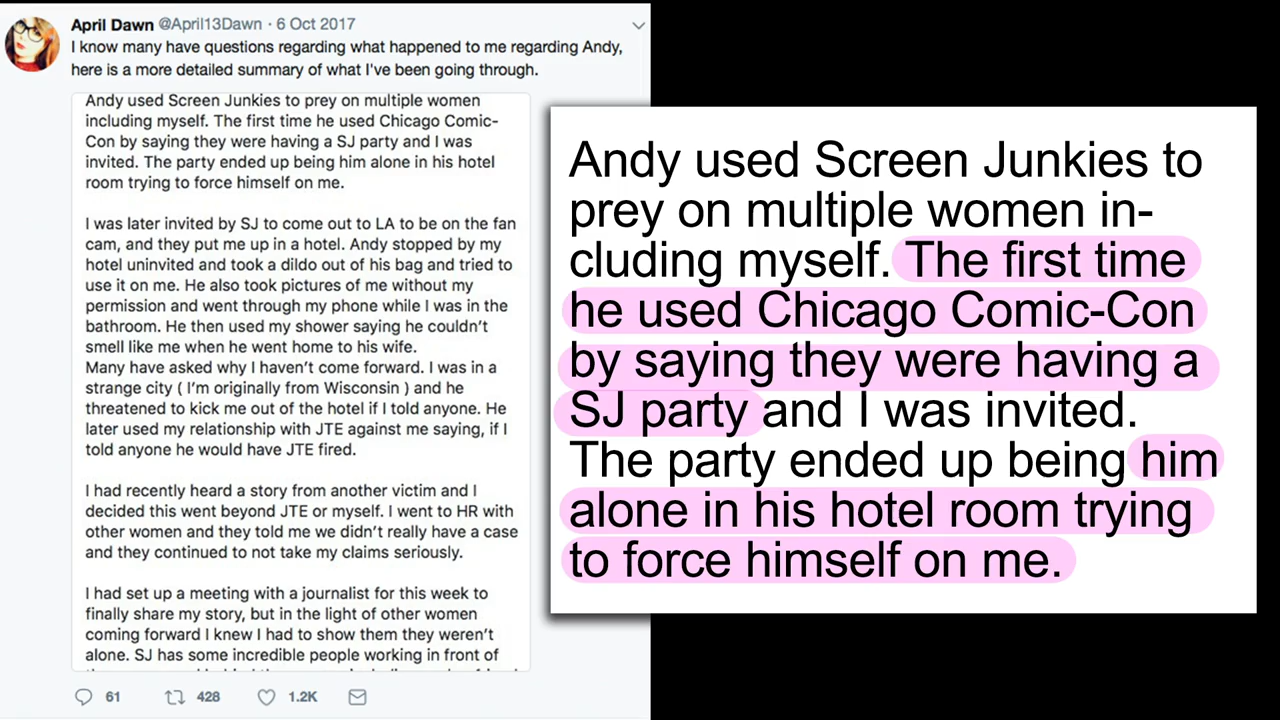 April Dawn @April13Dawn · 6 Oct 2017
I know many have questions regarding what happened to me regarding Andy,
here is a more detailed summary of what I've been going through.
Andy used Screen Junkies to prey on multiple women
including myself. The first time he used Chicago Comic-
Con by saying they were having a SJ party and I was
invited. The party ended up being him alone in his hotel
room trying to force himself on me.
I was later invited by SJ to come out to LA to be on the fan
cam, and they put me up in a hotel. Andy stopped by my
hotel uninvited and took a dildo out of his bag and tried to
use it on me. He also took pictures of me without my
permission and went through my phone while I was in the
bathroom. He then used my shower saying he couldn't
smell like me when he went home to his wife.
Many have asked why I haven't come forward. I was in a
strange city ( I'm originally from Wisconsin ) and he
threatened to kick me out of the hotel if I told anyone. He
later used my relationship with JTE against me saying, if I
told anyone he would have JTE fired.
I had recently heard a story from another victim and I
decided this went beyond JTE or myself. I went to HR with
other women and they told me we didn't really have a case
and they continued to not take my claims seriously.
I had set up a meeting with a journalist for this week to
finally share my story, but in the light of other women
coming forward I knew I had to show them they weren't
alone. SJ has some incredible people working in front of
61 428 1.2K
Andy used Screen Junkies to
prey on multiple women in-
cluding myself. The first time
he used Chicago Comic-Con
by saying they were having a
SJ party and I was invited.
The party ended up being him
alone in his hotel room trying
to force himself on me.